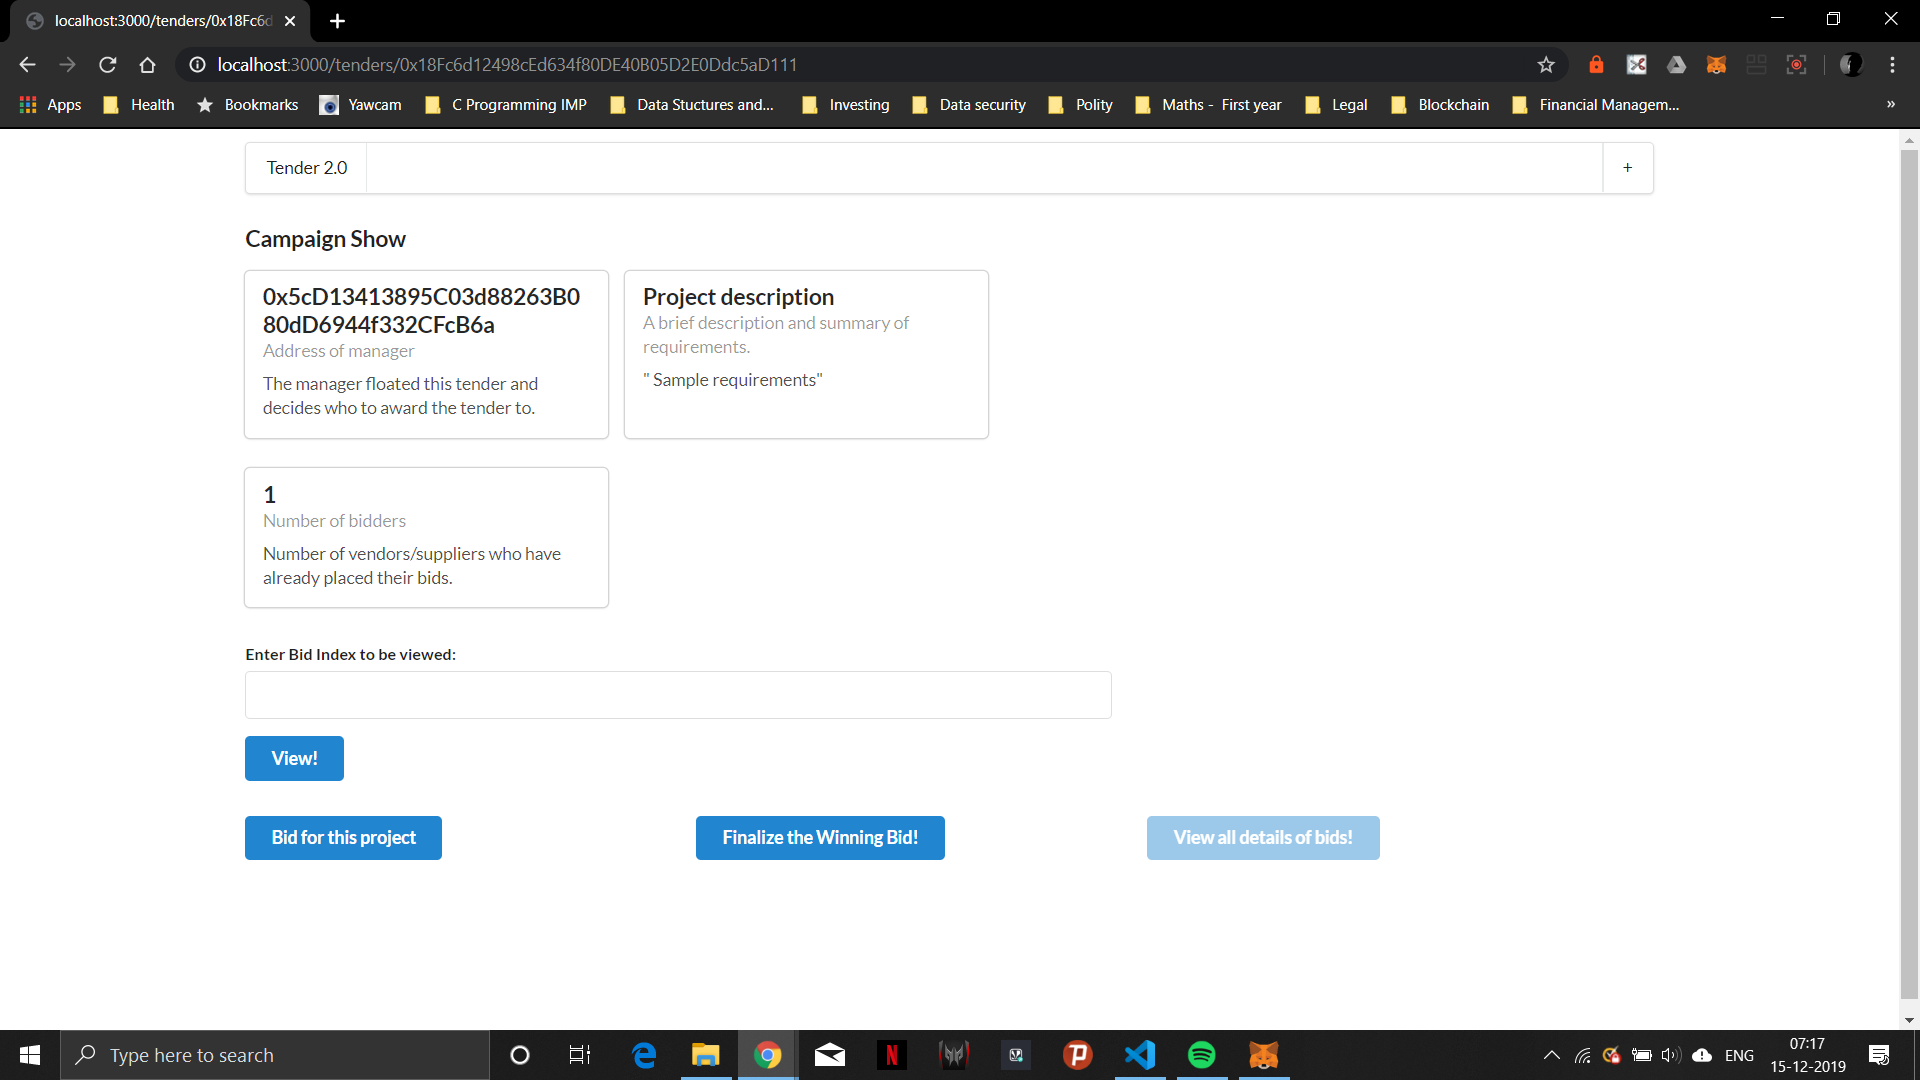 localhost:3000/tenders/0x18Fc6d
localhost:3000/tenders/0x18Fc6d12498cEd634f80DE40B05D2E0Ddc5aD111
Apps Health Bookmarks Yawcam C Programming IMP Data Stuctures and... Investing Data security Polity Maths - First year Legal Blockchain Financial Managem... »
Tender 2.0 +
Campaign Show
0x5cD13413895C03d88263B0
80dD6944f332CFcB6a
Address of manager
The manager floated this tender and
decides who to award the tender to.
Project description
A brief description and summary of
requirements.
" Sample requirements"
1
Number of bidders
Number of vendors/suppliers who have
already placed their bids.
Enter Bid Index to be viewed:
View!
Bid for this project Finalize the Winning Bid! View all details of bids!
Type here to search
ENG
07:17
15-12-2019